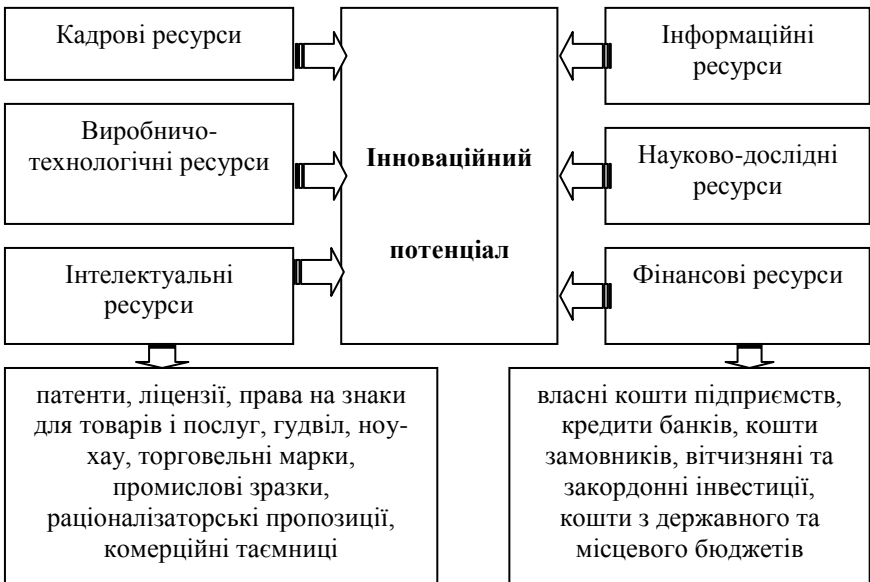 Кадрові ресурси
Виробничо-
технологічні ресурси
Інтелектуальні
ресурси
Інноваційний
потенціал
Інформаційні
ресурси
Науково-дослідні
ресурси
Фінансові ресурси
патенти, ліцензії, права на знаки
для товарів і послуг, гудвіл, ноу-
хау, торговельні марки,
промислові зразки,
раціоналізаторські пропозиції,
комерційні таємниці
власні кошти підприємств,
кредити банків, кошти
замовників, вітчизняні та
закордонні інвестиції,
кошти з державного та
місцевого бюджетів